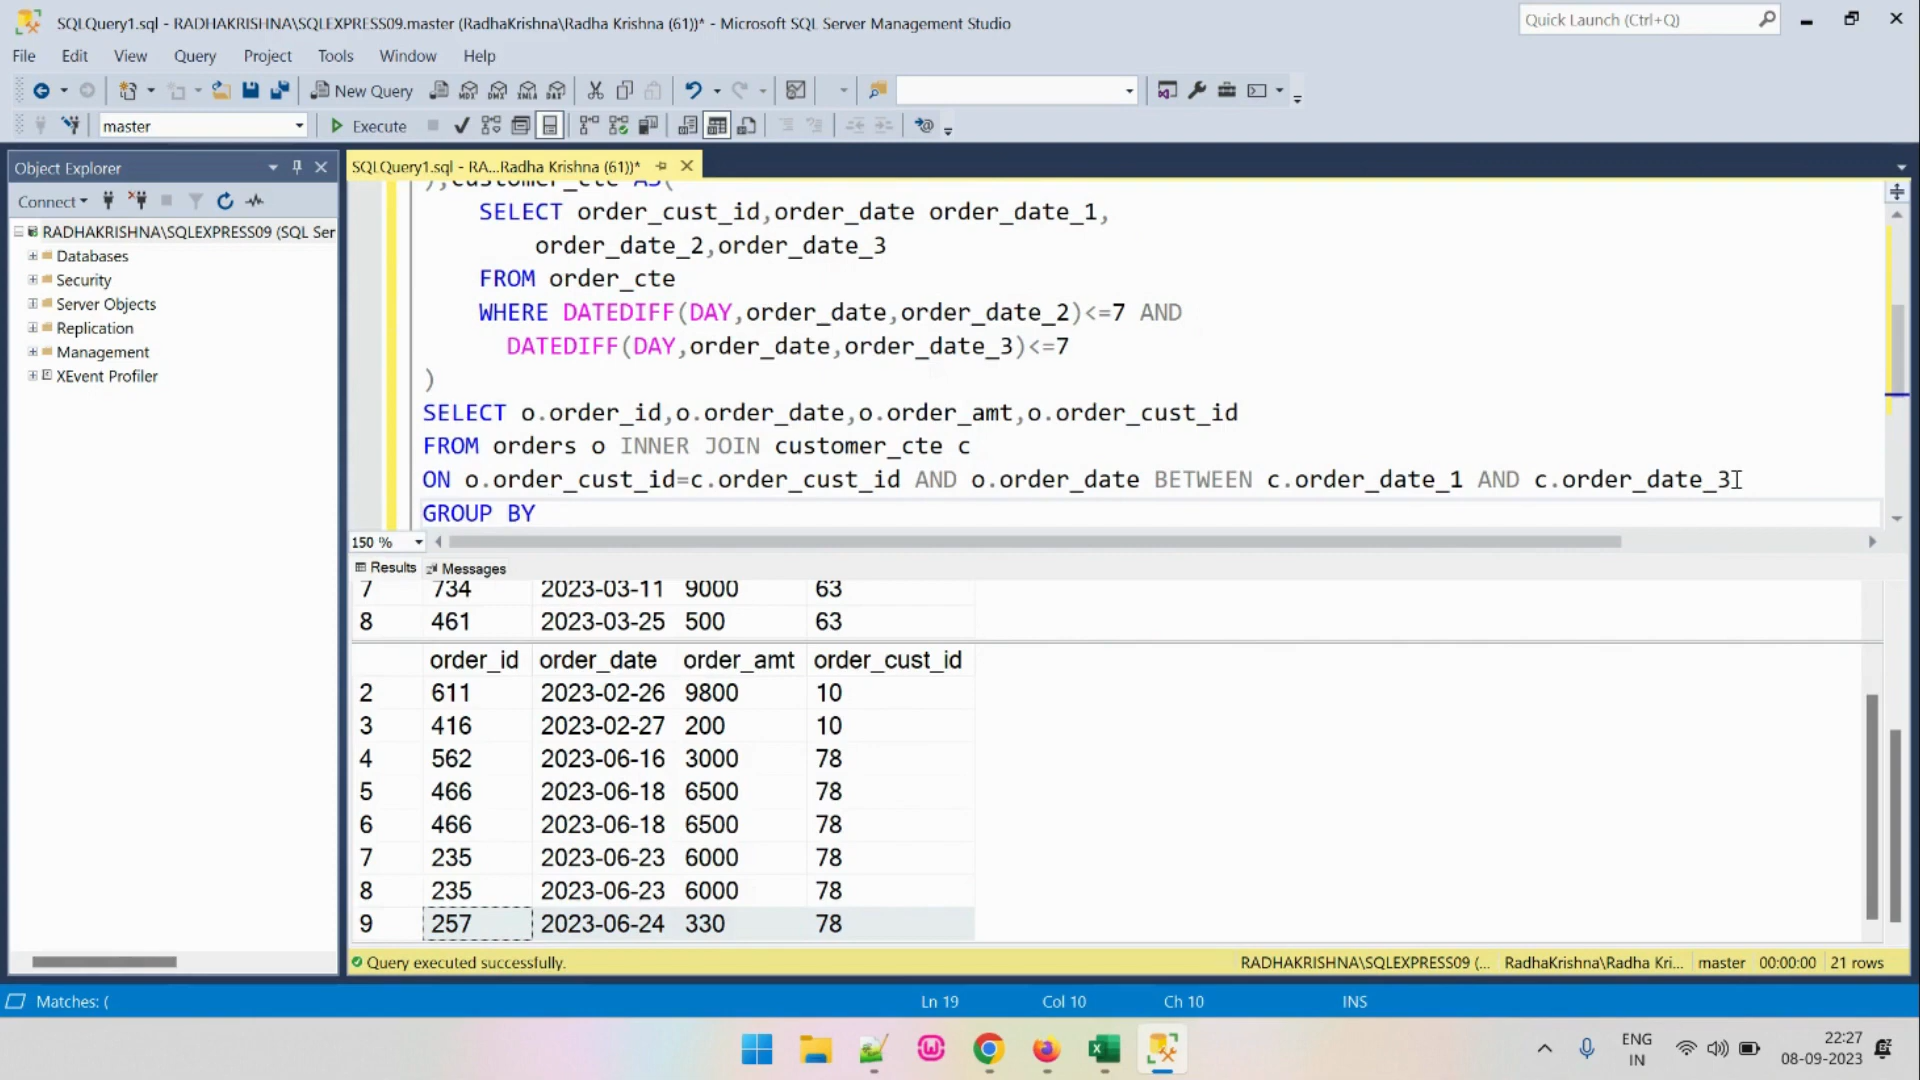 SQLQuery1.sql - RADHAKRISHNA\SQLEXPRESS09.master (RadhaKrishna\Radha Krishna (61))* - Microsoft SQL Server Management Studio
Quick Launch (Ctrl+Q)
File Edit View Query Project Tools Window Help
New Query
MDX DMX XMLA DAX
master
Execute
Object Explorer
SQLQuery1.sql - RA...Radha Krishna (61))*
Connect
RADHAKRISHNA\SQLEXPRESS09 (SQL Ser
Databases
Security
Server Objects
Replication
Management
XEvent Profiler
),customer_cte AS(
SELECT order_cust_id,order_date order_date_1,
order_date_2,order_date_3
FROM order_cte
WHERE DATEDIFF(DAY,order_date,order_date_2)<=7 AND
DATEDIFF(DAY,order_date,order_date_3)<=7
)
SELECT o.order_id,o.order_date,o.order_amt,o.order_cust_id
FROM orders o INNER JOIN customer_cte c
ON o.order_cust_id=c.order_cust_id AND o.order_date BETWEEN c.order_date_1 AND c.order_date_3
GROUP BY
150 %
Results Messages
7 734 2023-03-11 9000 63
8 461 2023-03-25 500 63
order_id order_date order_amt order_cust_id
2 611 2023-02-26 9800 10
3 416 2023-02-27 200 10
4 562 2023-06-16 3000 78
5 466 2023-06-18 6500 78
6 466 2023-06-18 6500 78
7 235 2023-06-23 6000 78
8 235 2023-06-23 6000 78
9 257 2023-06-24 330 78
Query executed successfully.
RADHAKRISHNA\SQLEXPRESS09 (... RadhaKrishna\Radha Kri... master 00:00:00 21 rows
Matches: (
Ln 19 Col 10 Ch 10 INS
ENG
IN
22:27
08-09-2023